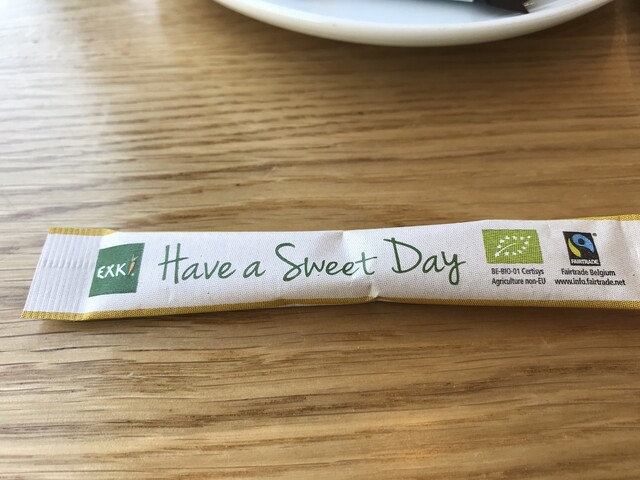 EXKi
Have a Sweet Day
BE-BIO-01 Certisys
Agriculture non-EU
FAIRTRADE
Fairtrade Belgium
www.info.fairtrade.net